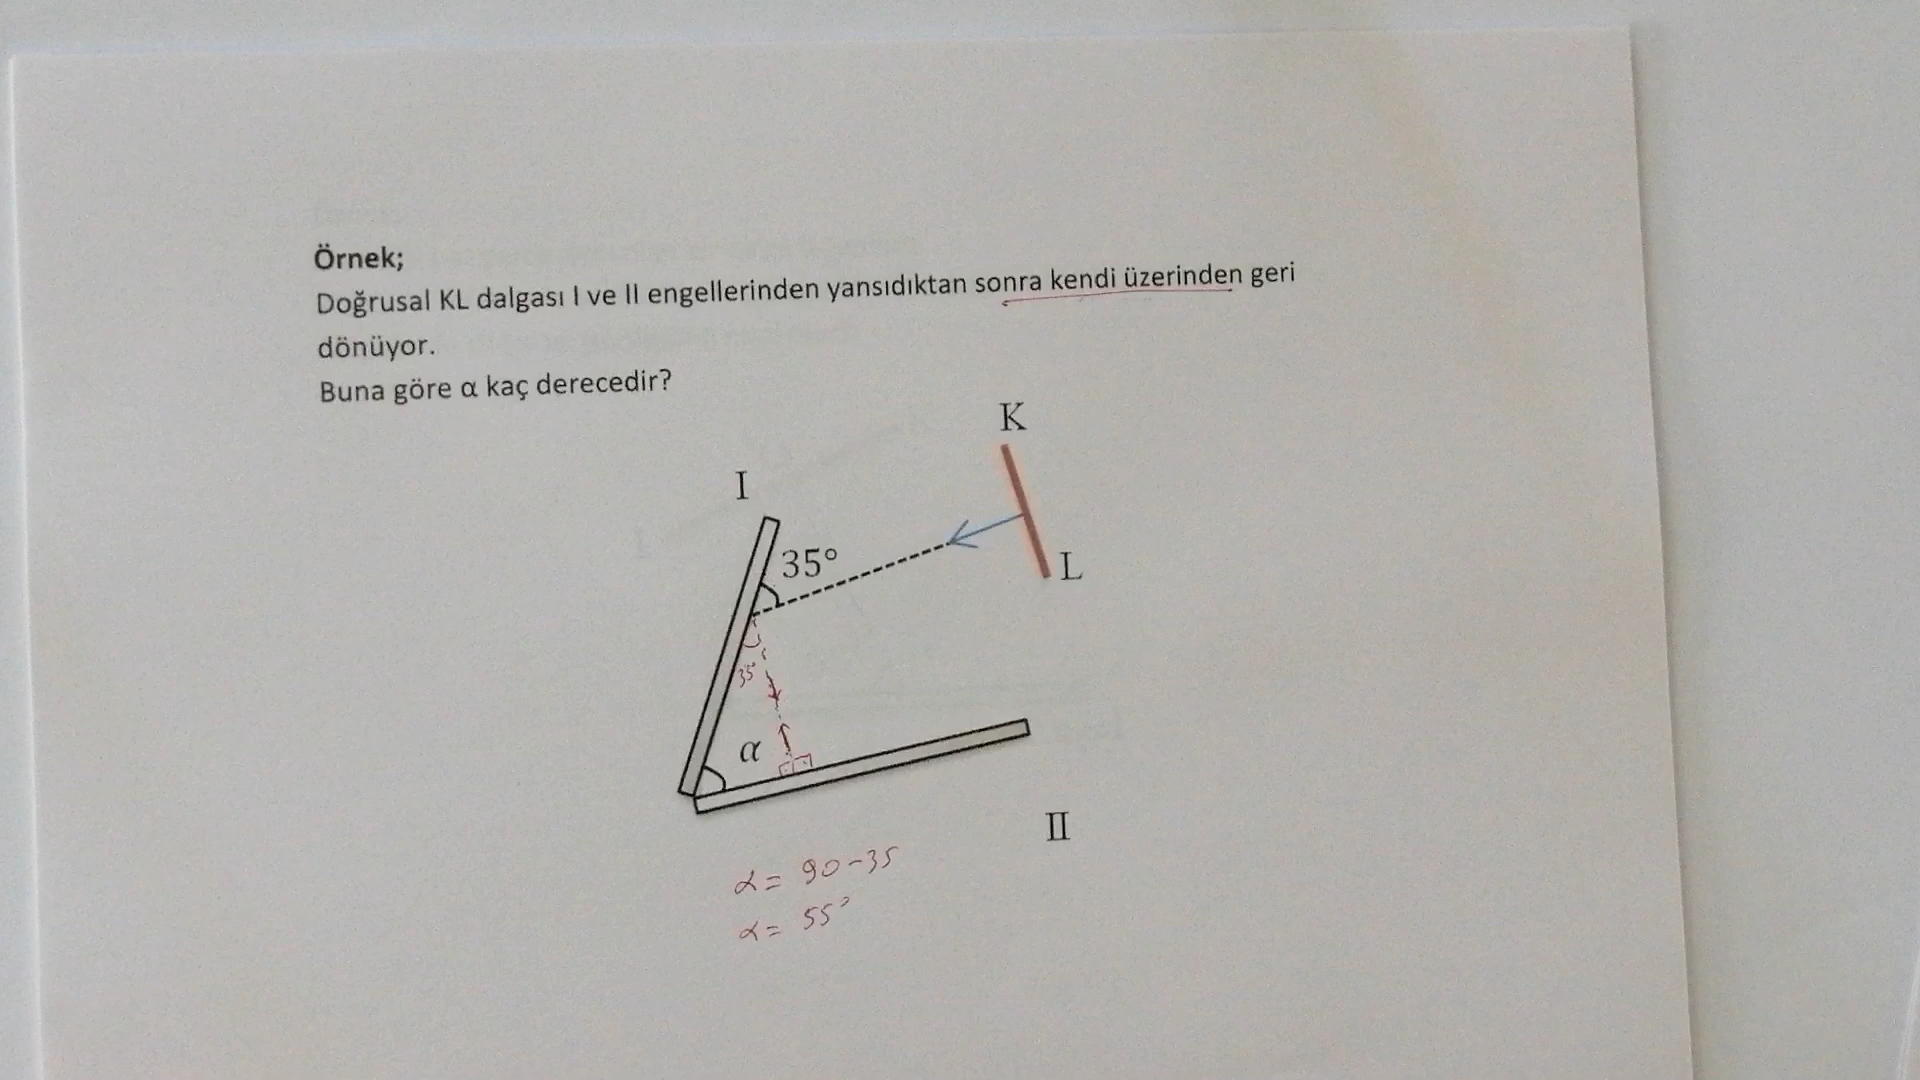 Örnek;
Doğrusal KL dalgası I ve II engellerinden yansıdıktan sonra kendi üzerinden geri
dönüyor.
Buna göre α kaç derecedir?
K
I
35°
L
35°
α
II
α = 90-35
α = 55°